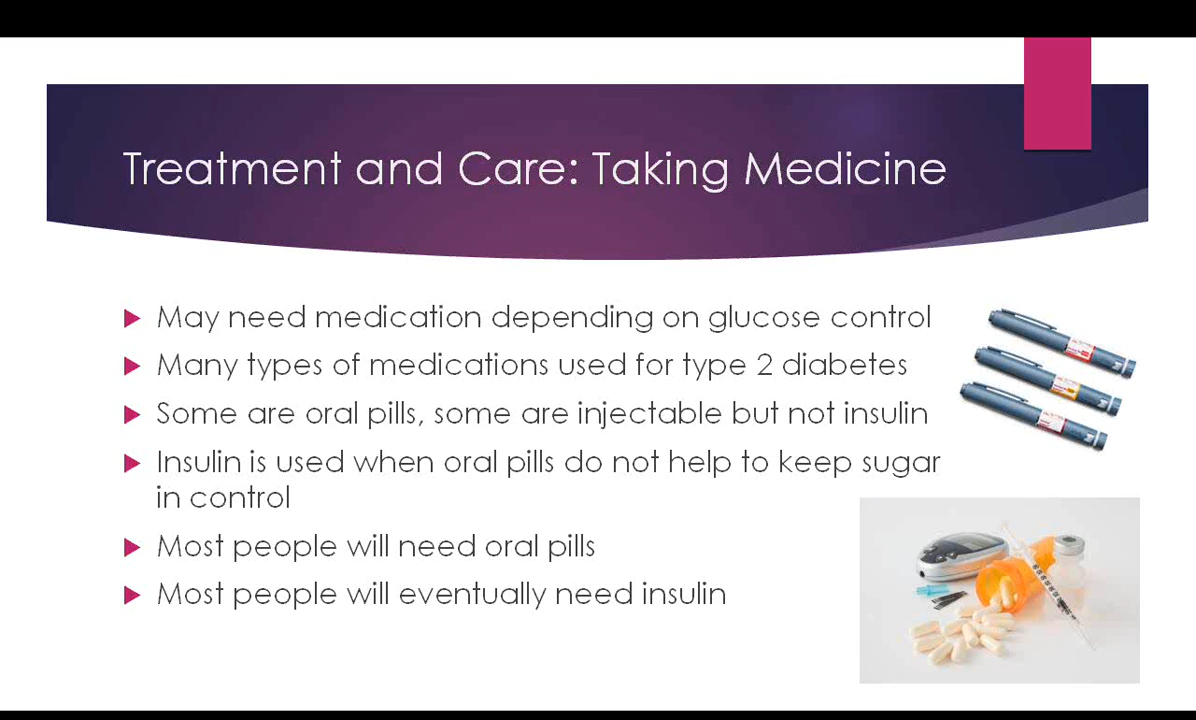 Treatment and Care: Taking Medicine
May need medication depending on glucose control
Many types of medications used for type 2 diabetes
Some are oral pills, some are injectable but not insulin
Insulin is used when oral pills do not help to keep sugar
in control
Most people will need oral pills
Most people will eventually need insulin